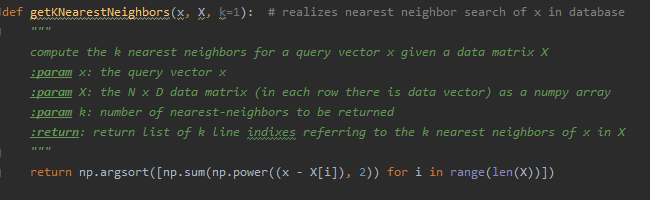 def getKNearestNeighbors(x, X, k=1):  # realizes nearest neighbor search of x in database
"""
compute the k nearest neighbors for a query vector x given a data matrix X
:param x: the query vector x
:param X: the N x D data matrix (in each row there is data vector) as a numpy array
:param k: number of nearest-neighbors to be returned
:return: return list of k line indixes referring to the k nearest neighbors of x in X
"""
return np.argsort([np.sum(np.power((x - X[i]), 2)) for i in range(len(X))])